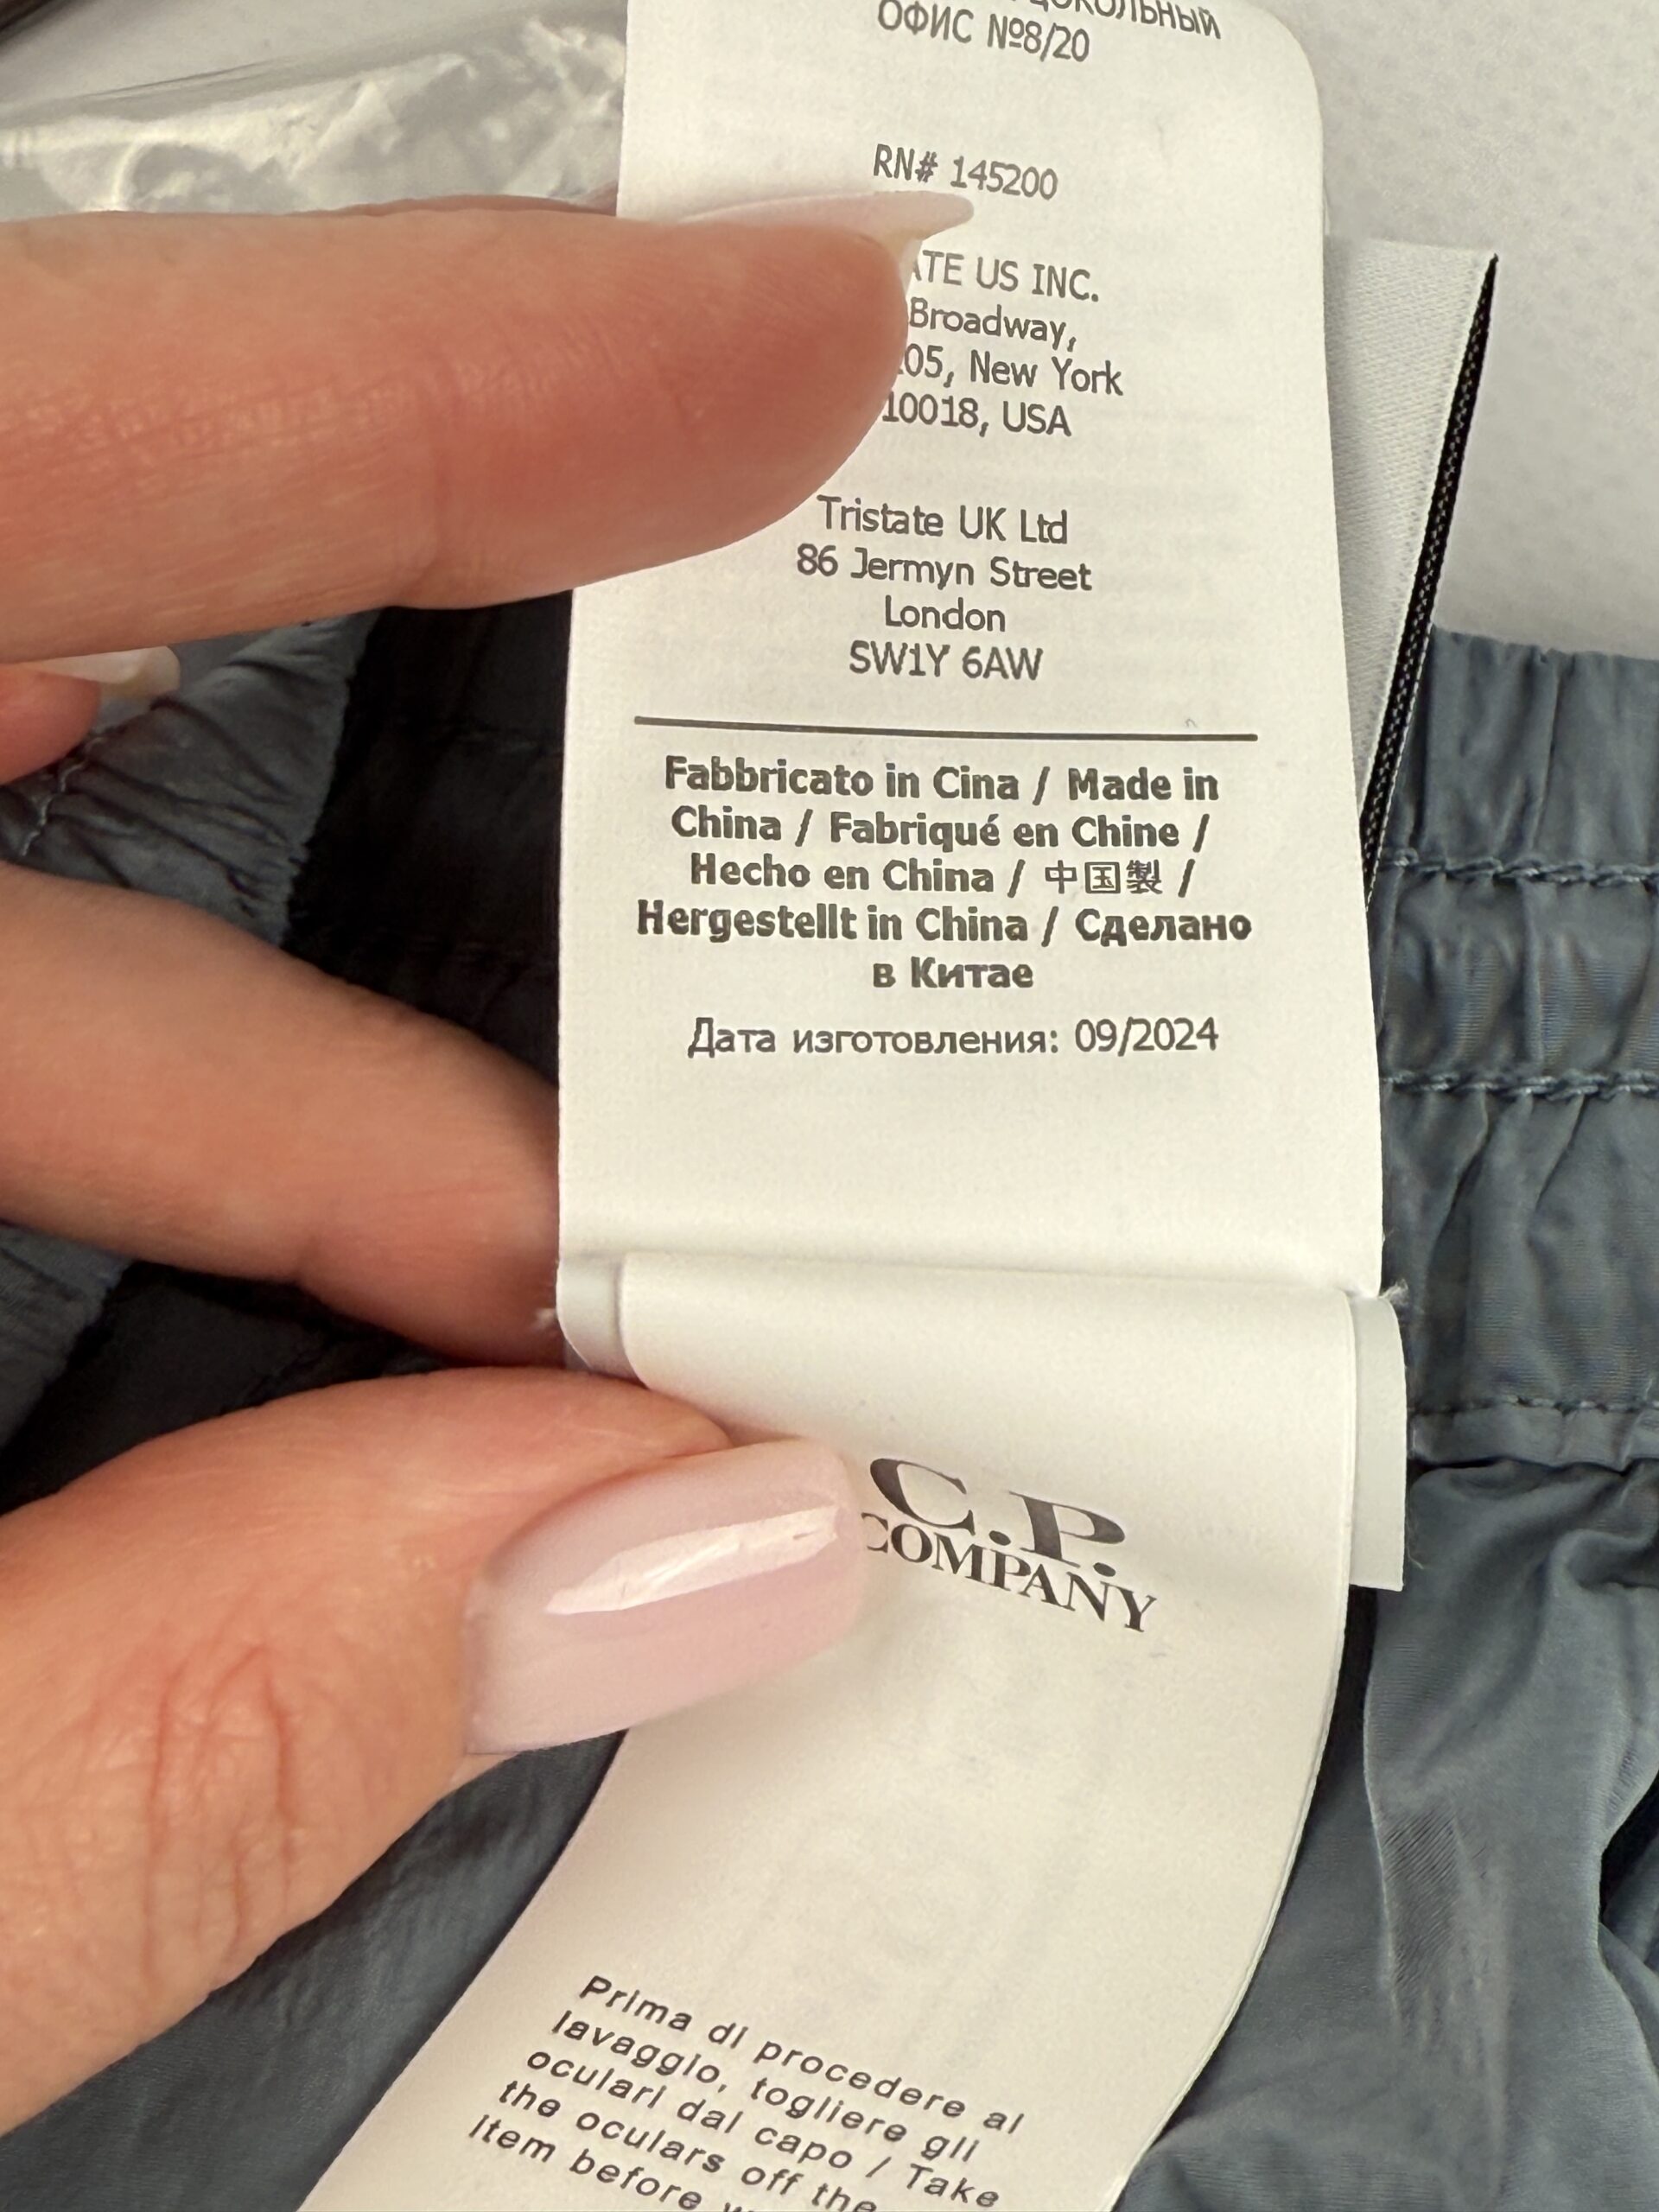 ЦОКОЛЬНЫЙ
ОФИС №8/20
RN# 145200
US INC.
Broadway,
New York
10018, USA
Tristate UK Ltd
86 Jermyn Street
London
SW1Y 6AW
Fabbricato in Cina / Made in
China / Fabriqué en Chine /
Hecho en China / 中国製 /
Hergestellt in China / Сделано
в Китае
Дата изготовления: 09/2024
C.P.
COMPANY
Prima di procedere al
lavaggio, togliere gli
oculari dal capo / Take
the oculars off the
item before